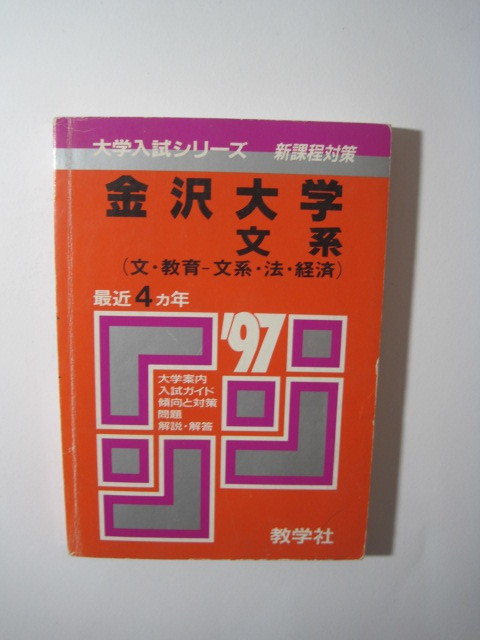 大学入試シリーズ 新課程対策
金沢大学
文系
(文・教育-文系・法・経済)
最近4ヵ年
'97
大学案内
入試ガイド
傾向と対策
問題
解説・解答
教学社